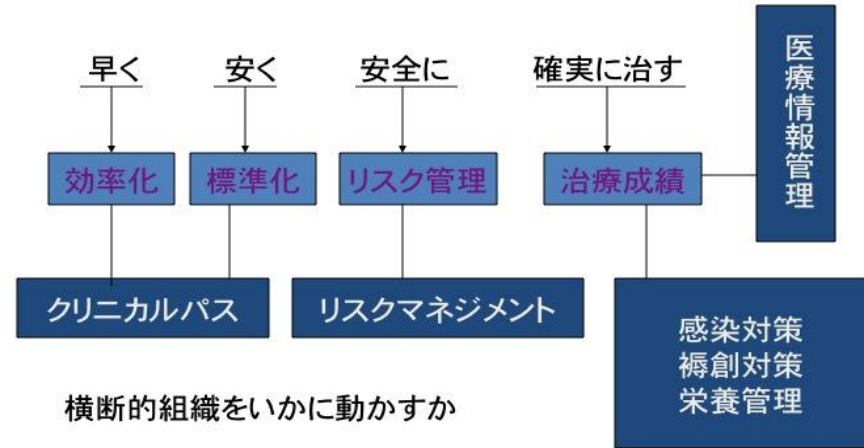 早く
安く
安全に
確実に治す
医療情報管理
効率化
標準化
リスク管理
治療成績
クリニカルパス
リスクマネジメント
感染対策
褥創対策
栄養管理
横断的組織をいかに動かすか